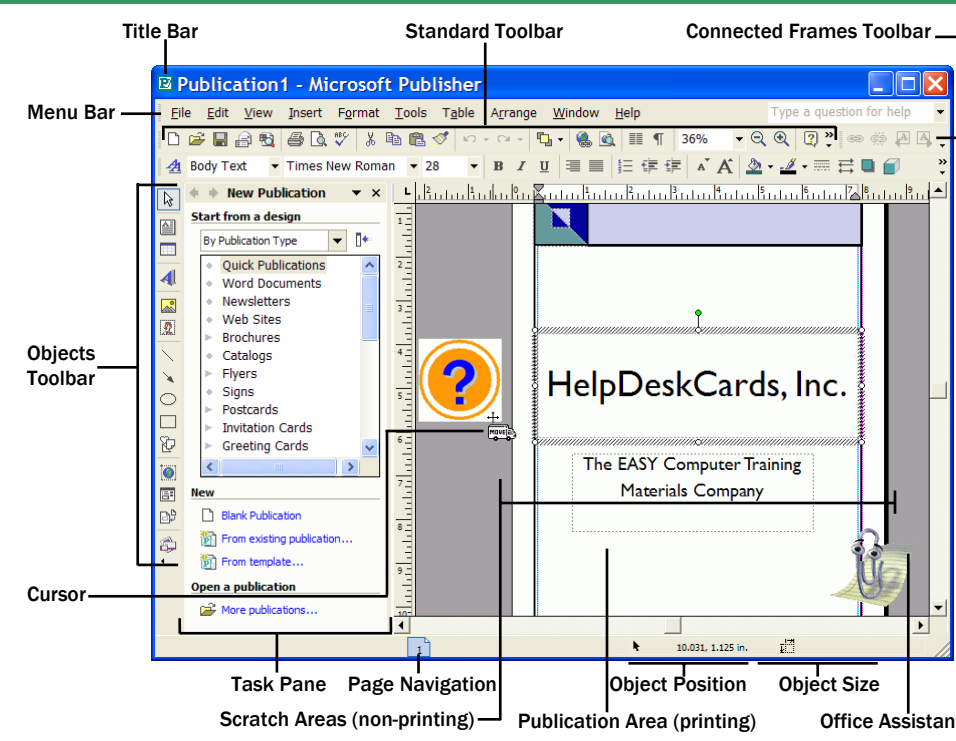 Title Bar
Standard Toolbar
Connected Frames Toolbar
Publication1 - Microsoft Publisher
Menu Bar
File Edit View Insert Format Tools Table Arrange Window Help
Type a question for help
36%
Body Text
Times New Roman
28
B I U
New Publication
Start from a design
By Publication Type
Quick Publications
Word Documents
Newsletters
Web Sites
Brochures
Catalogs
Flyers
Signs
Postcards
Invitation Cards
Greeting Cards
Objects
Toolbar
?
HelpDeskCards, Inc.
MOVE
The EASY Computer Training
Materials Company
New
Blank Publication
From existing publication...
From template...
Open a publication
More publications...
Cursor
1
10.031, 1.125 in.
Task Pane
Page Navigation
Object Position
Object Size
Scratch Areas (non-printing)
Publication Area (printing)
Office Assistan